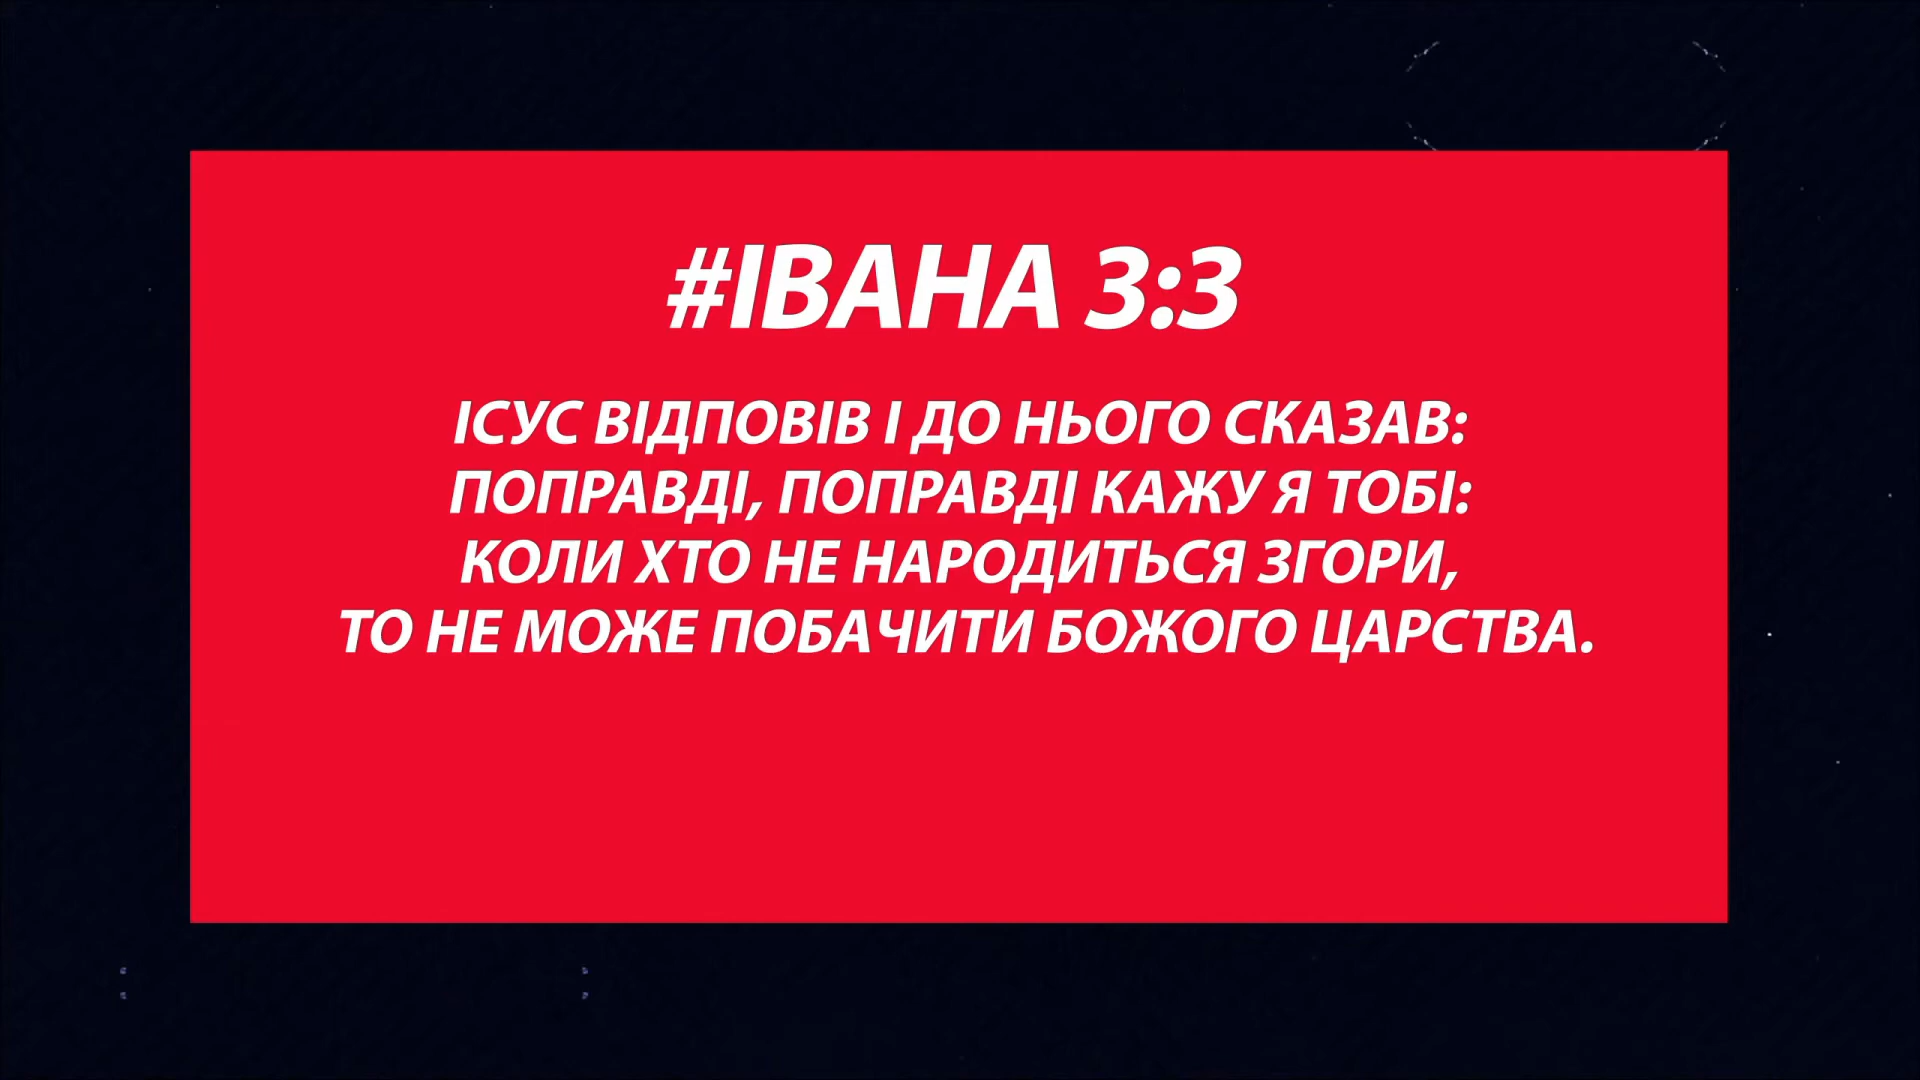 #ІВАНА 3:3
ІСУС ВІДПОВІВ І ДО НЬОГО СКАЗАВ:
ПОПРАВДІ, ПОПРАВДІ КАЖУ Я ТОБІ:
КОЛИ ХТО НЕ НАРОДИТЬСЯ ЗГОРИ,
ТО НЕ МОЖЕ ПОБАЧИТИ БОЖОГО ЦАРСТВА.